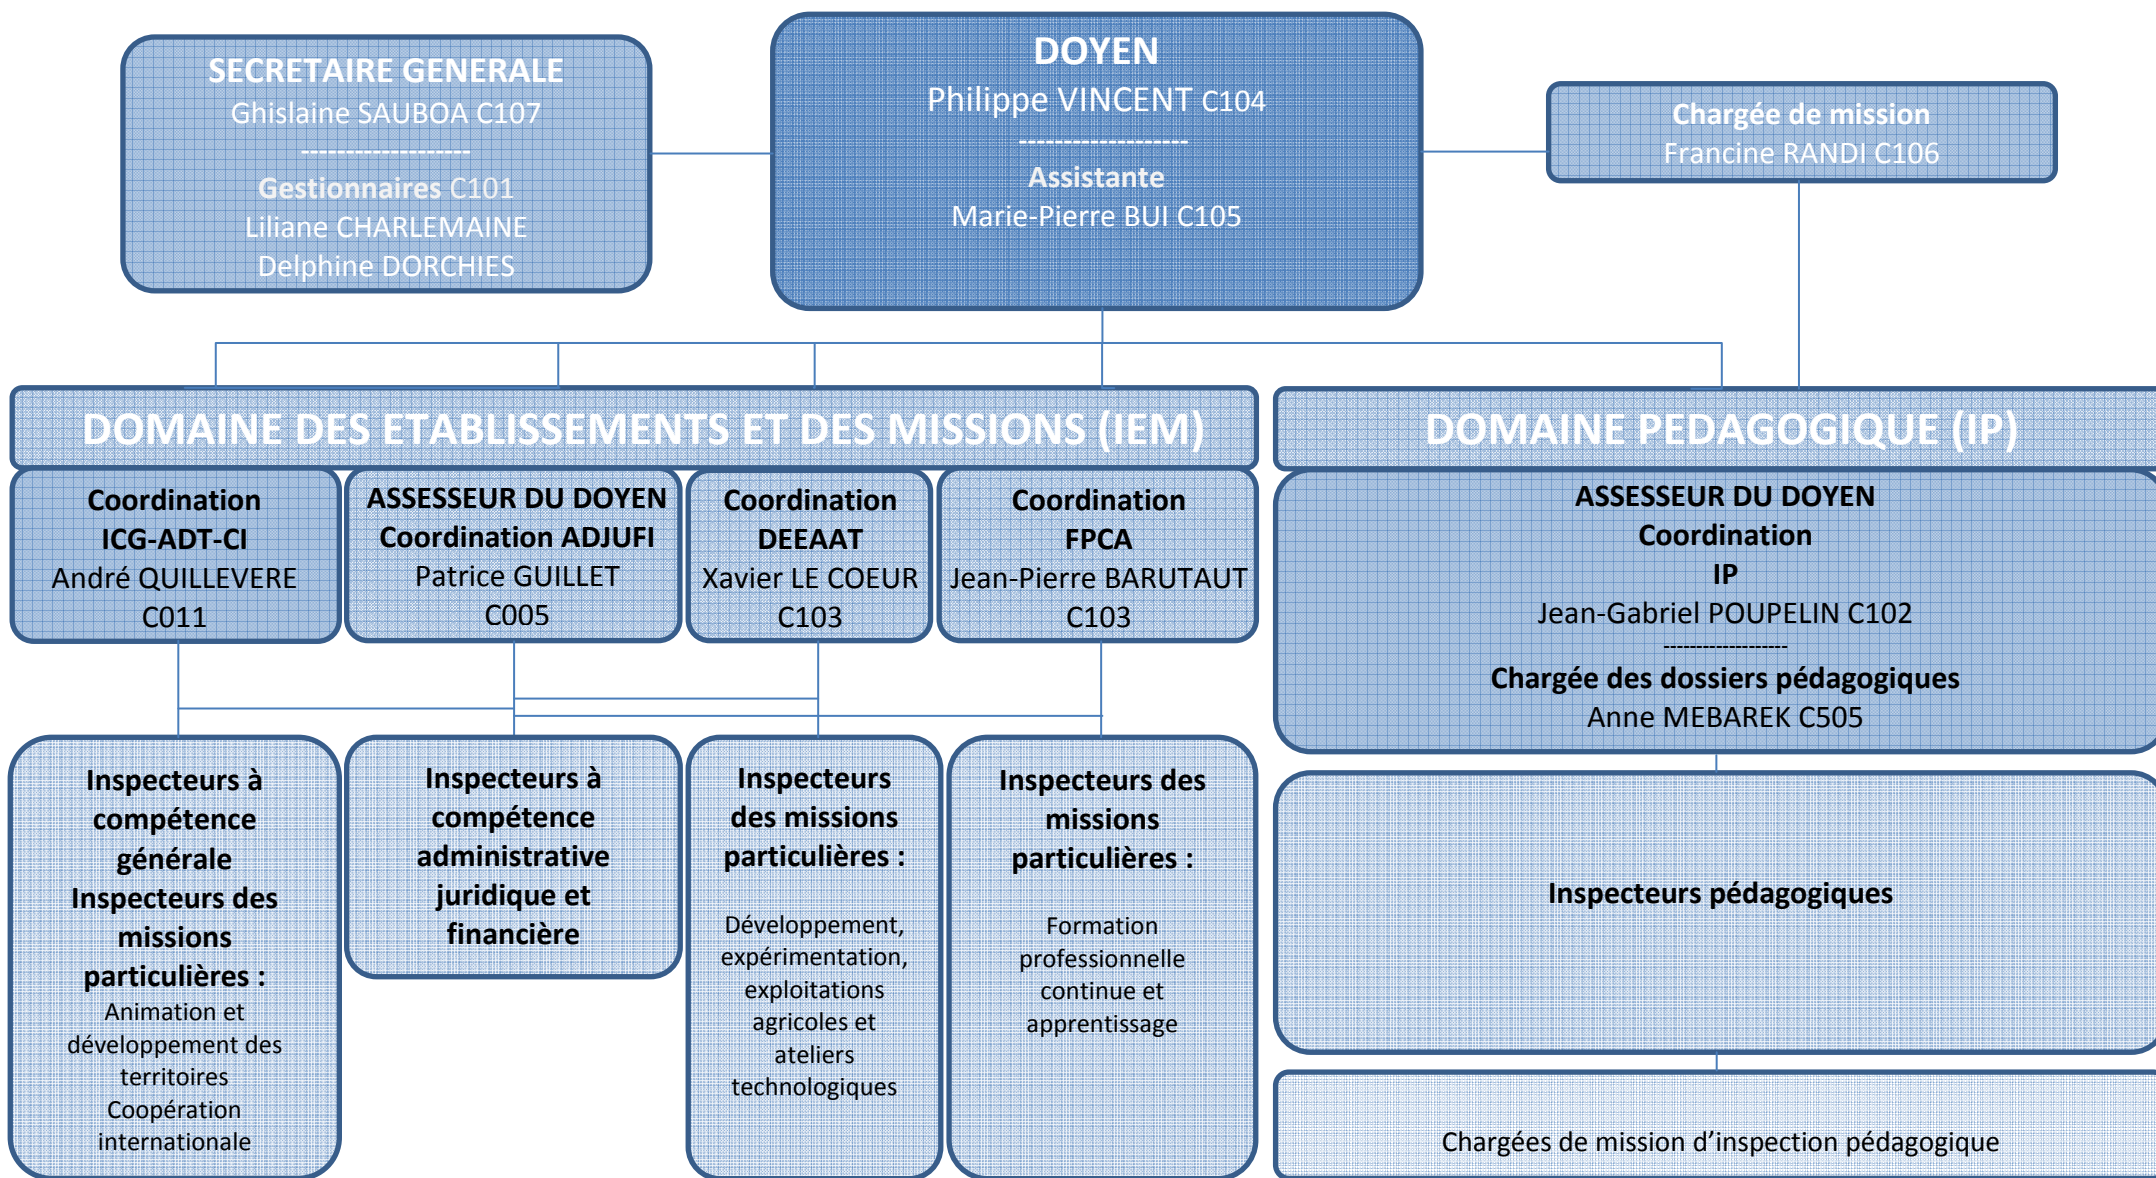 SECRETAIRE GENERALE
Ghislaine SAUBOA C107
-------------------
Gestionnaires C101
Liliane CHARLEMAINE
Delphine DORCHIES
DOYEN
Philippe VINCENT C104
-------------------
Assistante
Marie-Pierre BUI C105
Chargée de mission
Francine RANDI C106
DOMAINE DES ETABLISSEMENTS ET DES MISSIONS (IEM)
DOMAINE PEDAGOGIQUE (IP)
Coordination
ICG-ADT-CI
André QUILLEVERE
C011
ASSESSEUR DU DOYEN
Coordination ADJUFI
Patrice GUILLET
C005
Coordination
DEEAAT
Xavier LE COEUR
C103
Coordination
FPCA
Jean-Pierre BARUTAUT
C103
ASSESSEUR DU DOYEN
Coordination
IP
Jean-Gabriel POUPELIN C102
-------------------
Chargée des dossiers pédagogiques
Anne MEBAREK C505
Inspecteurs à
compétence
générale
Inspecteurs des
missions
particulières :
Animation et
développement des
territoires
Coopération
internationale
Inspecteurs à
compétence
administrative
juridique et
financière
Inspecteurs
des missions
particulières :
Développement,
expérimentation,
exploitations
agricoles et
ateliers
technologiques
Inspecteurs des
missions
particulières :
Formation
professionnelle
continue et
apprentissage
Inspecteurs pédagogiques
Chargées de mission d’inspection pédagogique